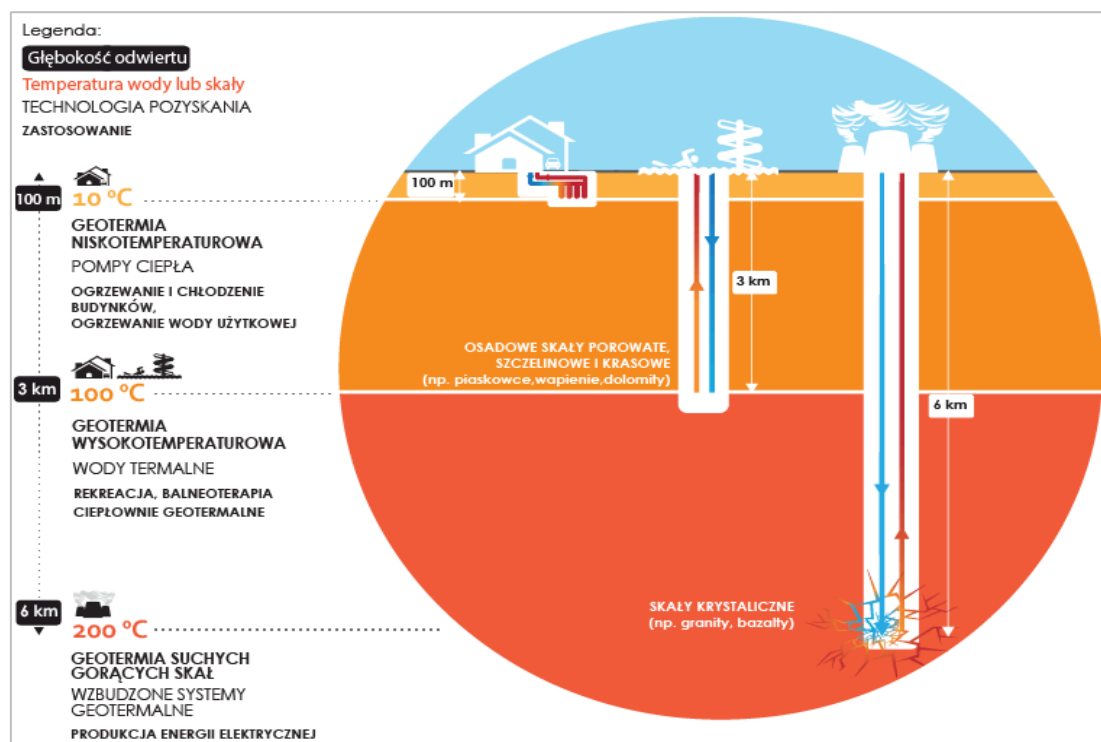 Legenda:
Głębokość odwiertu
Temperatura wody lub skały
TECHNOLOGIA POZYSKANIA
ZASTOSOWANIE
100 m
10 °C
GEOTERMIA
NISKOTEMPERATUROWA
POMPY CIEPŁA
OGRZEWANIE I CHŁODZENIE
BUDYNKÓW,
OGRZEWANIE WODY UŻYTKOWEJ
3 km
100 °C
GEOTERMIA
WYSOKOTEMPERATUROWA
WODY TERMALNE
REKREACJA, BALNEOTERAPIA
CIEPŁOWNIE GEOTERMALNE
6 km
200 °C
GEOTERMIA SUCHYCH
GORĄCYCH SKAŁ
WZBUDZONE SYSTEMY
GEOTERMALNE
PRODUKCJA ENERGII ELEKTRYCZNEJ
100 m
3 km
OSADOWE SKAŁY POROWATE,
SZCZELINOWE I KRASOWE
(np. piaskowce,wapienie,dolomity)
6 km
SKAŁY KRYSTALICZNE
(np. granity, bazalty)